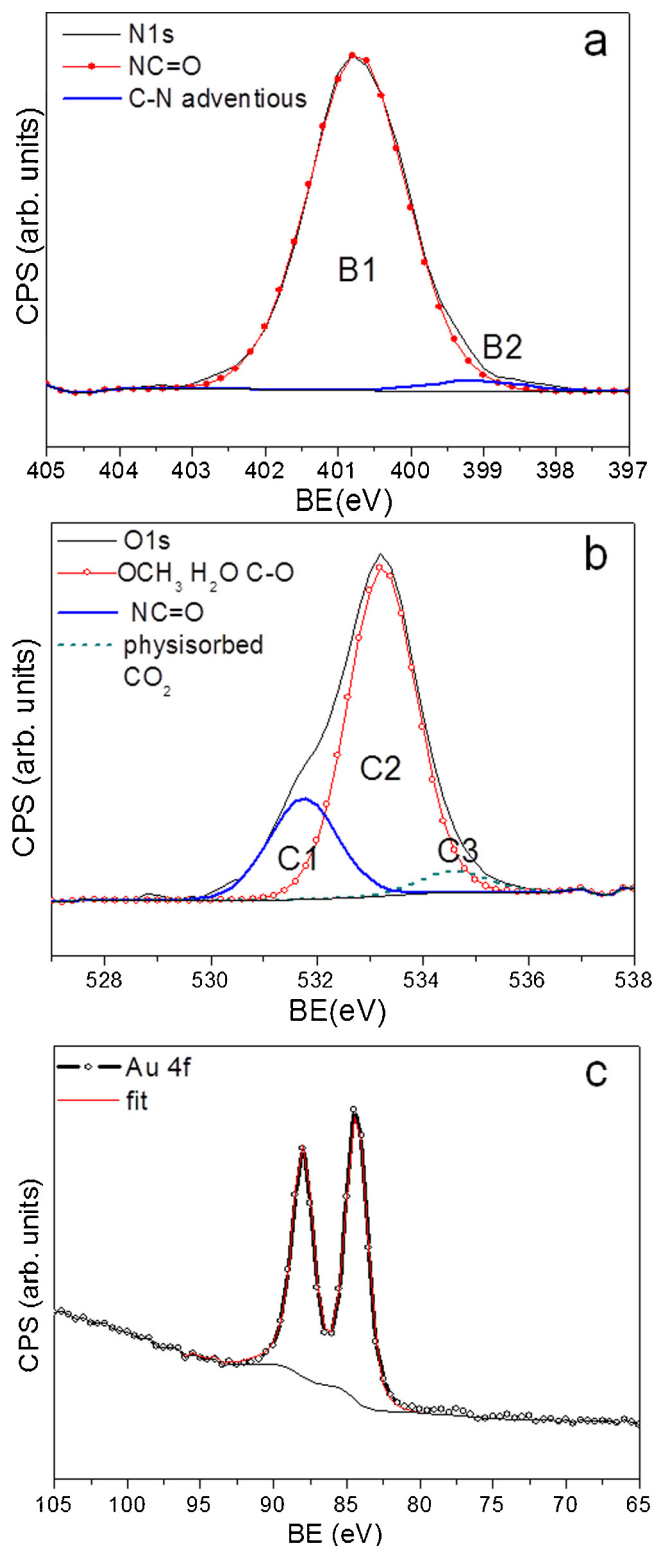 a
N1s
NC=O
C-N adventious
B1
B2
CPS (arb. units)
405 404 403 402 401 400 399 398 397
BE(eV)
b
O1s
OCH₃ H₂O C-O
NC=O
physisorbed
CO₂
C2
C1
C3
CPS (arb. units)
528 530 532 534 536 538
BE(eV)
c
Au 4f
fit
CPS (arb. units)
105 100 95 90 85 80 75 70 65
BE (eV)